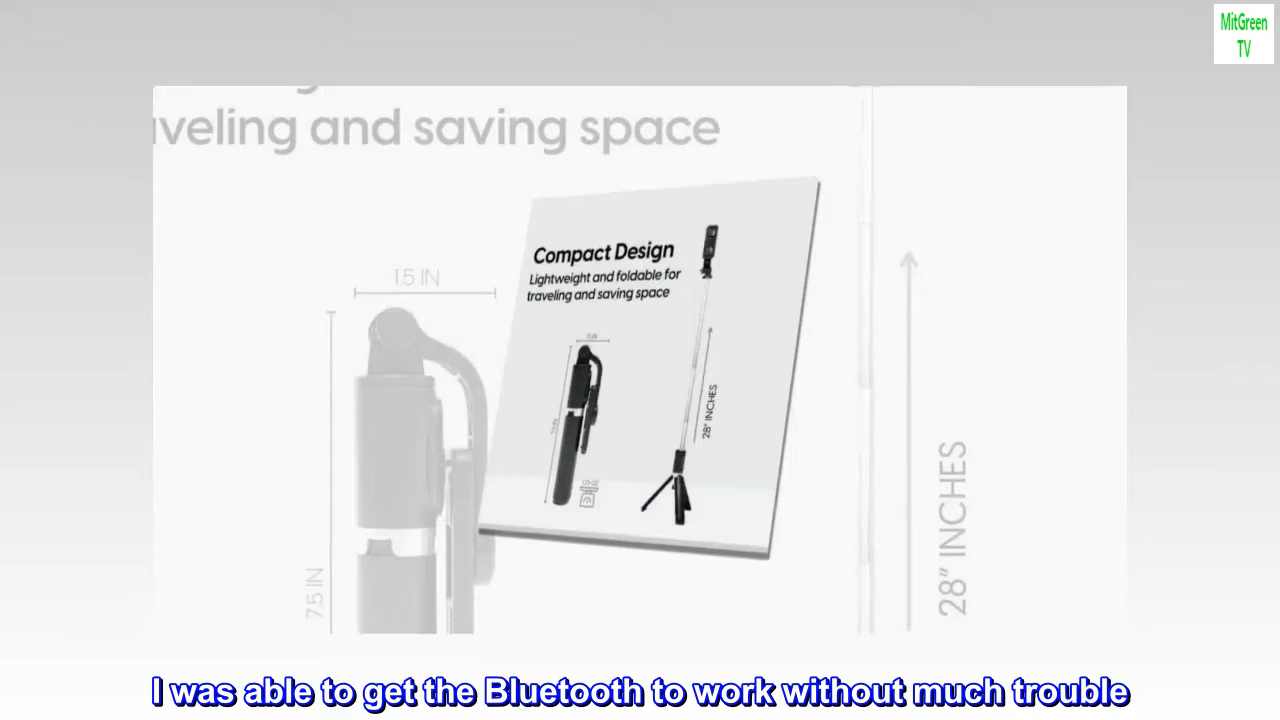 MitGreen
TV
aveling and saving space
1.5 IN
Compact Design
Lightweight and foldable for
traveling and saving space
28" INCHES
7.5 IN
28" INCHES
I was able to get the Bluetooth to work without much trouble